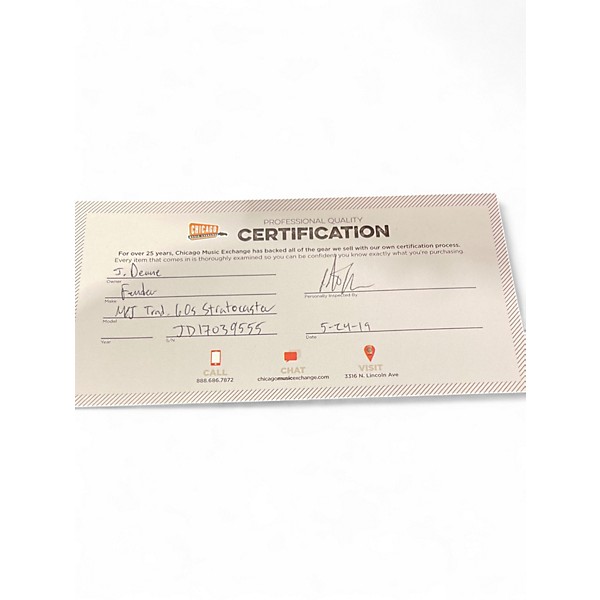 CHICAGO
MUSIC EXCHANGE
PROFESSIONAL QUALITY
CERTIFICATION
For over 25 years, Chicago Music Exchange has backed all of the gear we sell with our own certification process.
Every item that comes in is thoroughly examined so you can be confident you know exactly what you're purchasing.
J. Deane
Owner
Fender
Make
Personally Inspected By
MIJ Trad. 60s Stratocaster
Model
JD17039555
5-24-19
Year
S/N
Date
CALL
888.686.7872
CHAT
chicagomusicexchange.com
VISIT
3316 N. Lincoln Ave